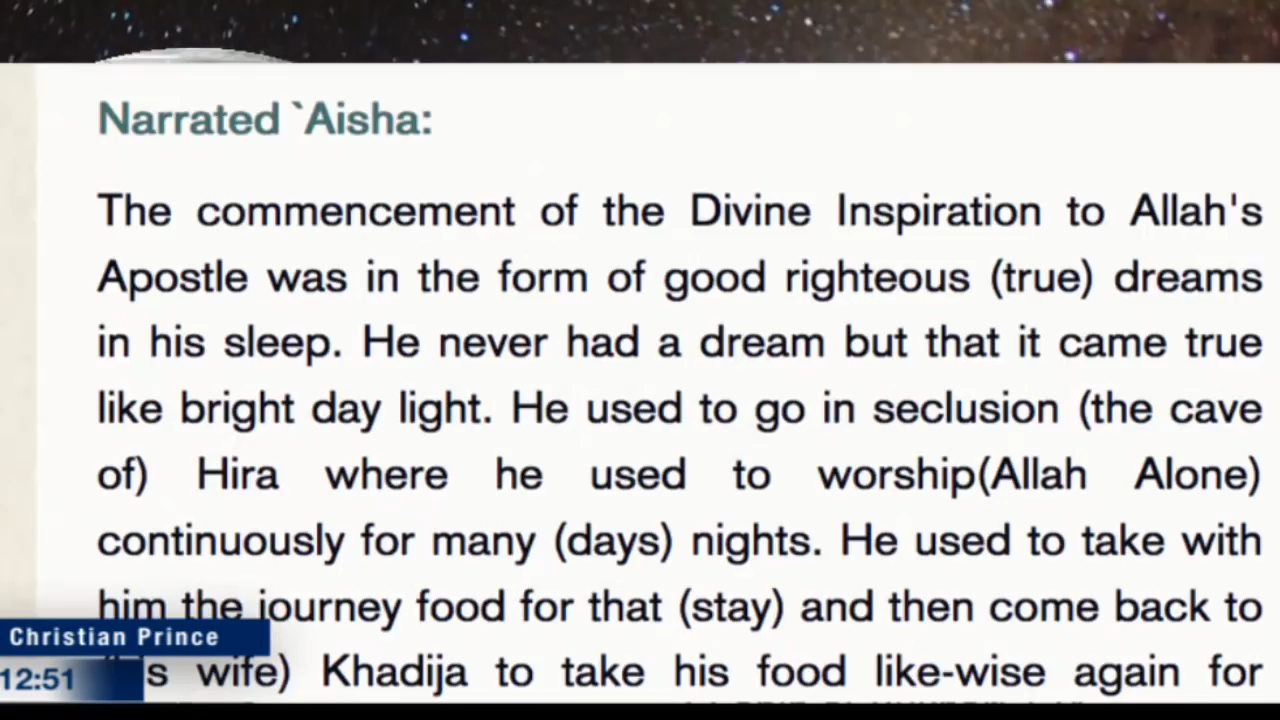 Narrated `Aisha:
The commencement of the Divine Inspiration to Allah's
Apostle was in the form of good righteous (true) dreams
in his sleep. He never had a dream but that it came true
like bright day light. He used to go in seclusion (the cave
of) Hira where he used to worship(Allah Alone)
continuously for many (days) nights. He used to take with
him the journey food for that (stay) and then come back to
wife) Khadija to take his food like-wise again for
Christian Prince
12:51